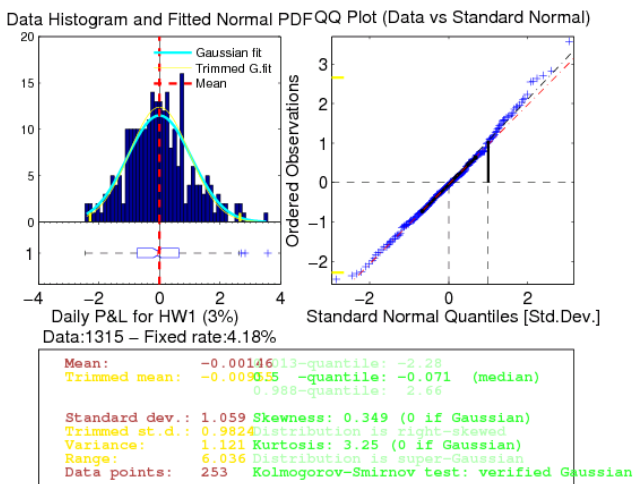 Data Histogram and Fitted Normal PDF
QQ Plot (Data vs Standard Normal)
20
15
10
5
0
1
Gaussian fit
Trimmed G.fit
Mean
−4
−2
0
2
4
Daily P&L for HW1 (3%)
Data:1315 − Fixed rate:4.18%
Ordered Observations
3
2
1
0
−1
−2
−2
0
2
Standard Normal Quantiles [Std.Dev.]
Mean: −0.00146
Trimmed mean:
0.013-quantile: −2.28
0.5 -quantile: −0.071 (median)
0.988-quantile: 2.66
Standard dev.: 1.059
Trimmed st.d.: 0.9824
Variance: 1.121
Range: 6.036
Data points: 253
Skewness: 0.349 (0 if Gaussian)
Distribution is right−skewed
Kurtosis: 3.25 (0 if Gaussian)
Distribution is super−Gaussian
Kolmogorov−Smirnov test: verified Gaussian